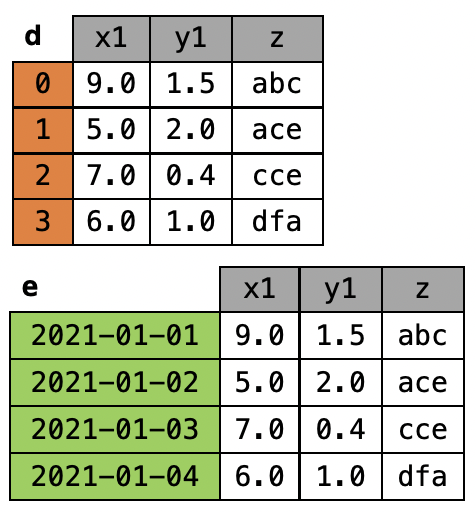 d x1 y1 z
0 9.0 1.5 abc
1 5.0 2.0 ace
2 7.0 0.4 cce
3 6.0 1.0 dfa
e x1 y1 z
2021-01-01 9.0 1.5 abc
2021-01-02 5.0 2.0 ace
2021-01-03 7.0 0.4 cce
2021-01-04 6.0 1.0 dfa